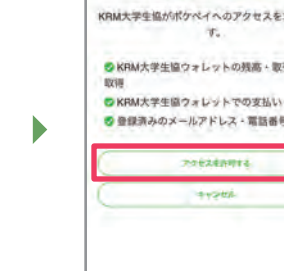 KRM大学生協がポケペイへのアクセスを
す。
KRM大学生協ウォレットの残高・取
取得
KRM大学生協ウォレットでの支払い
登録済みのメールアドレス・電話番号
アクセスを許可する
キャンセル